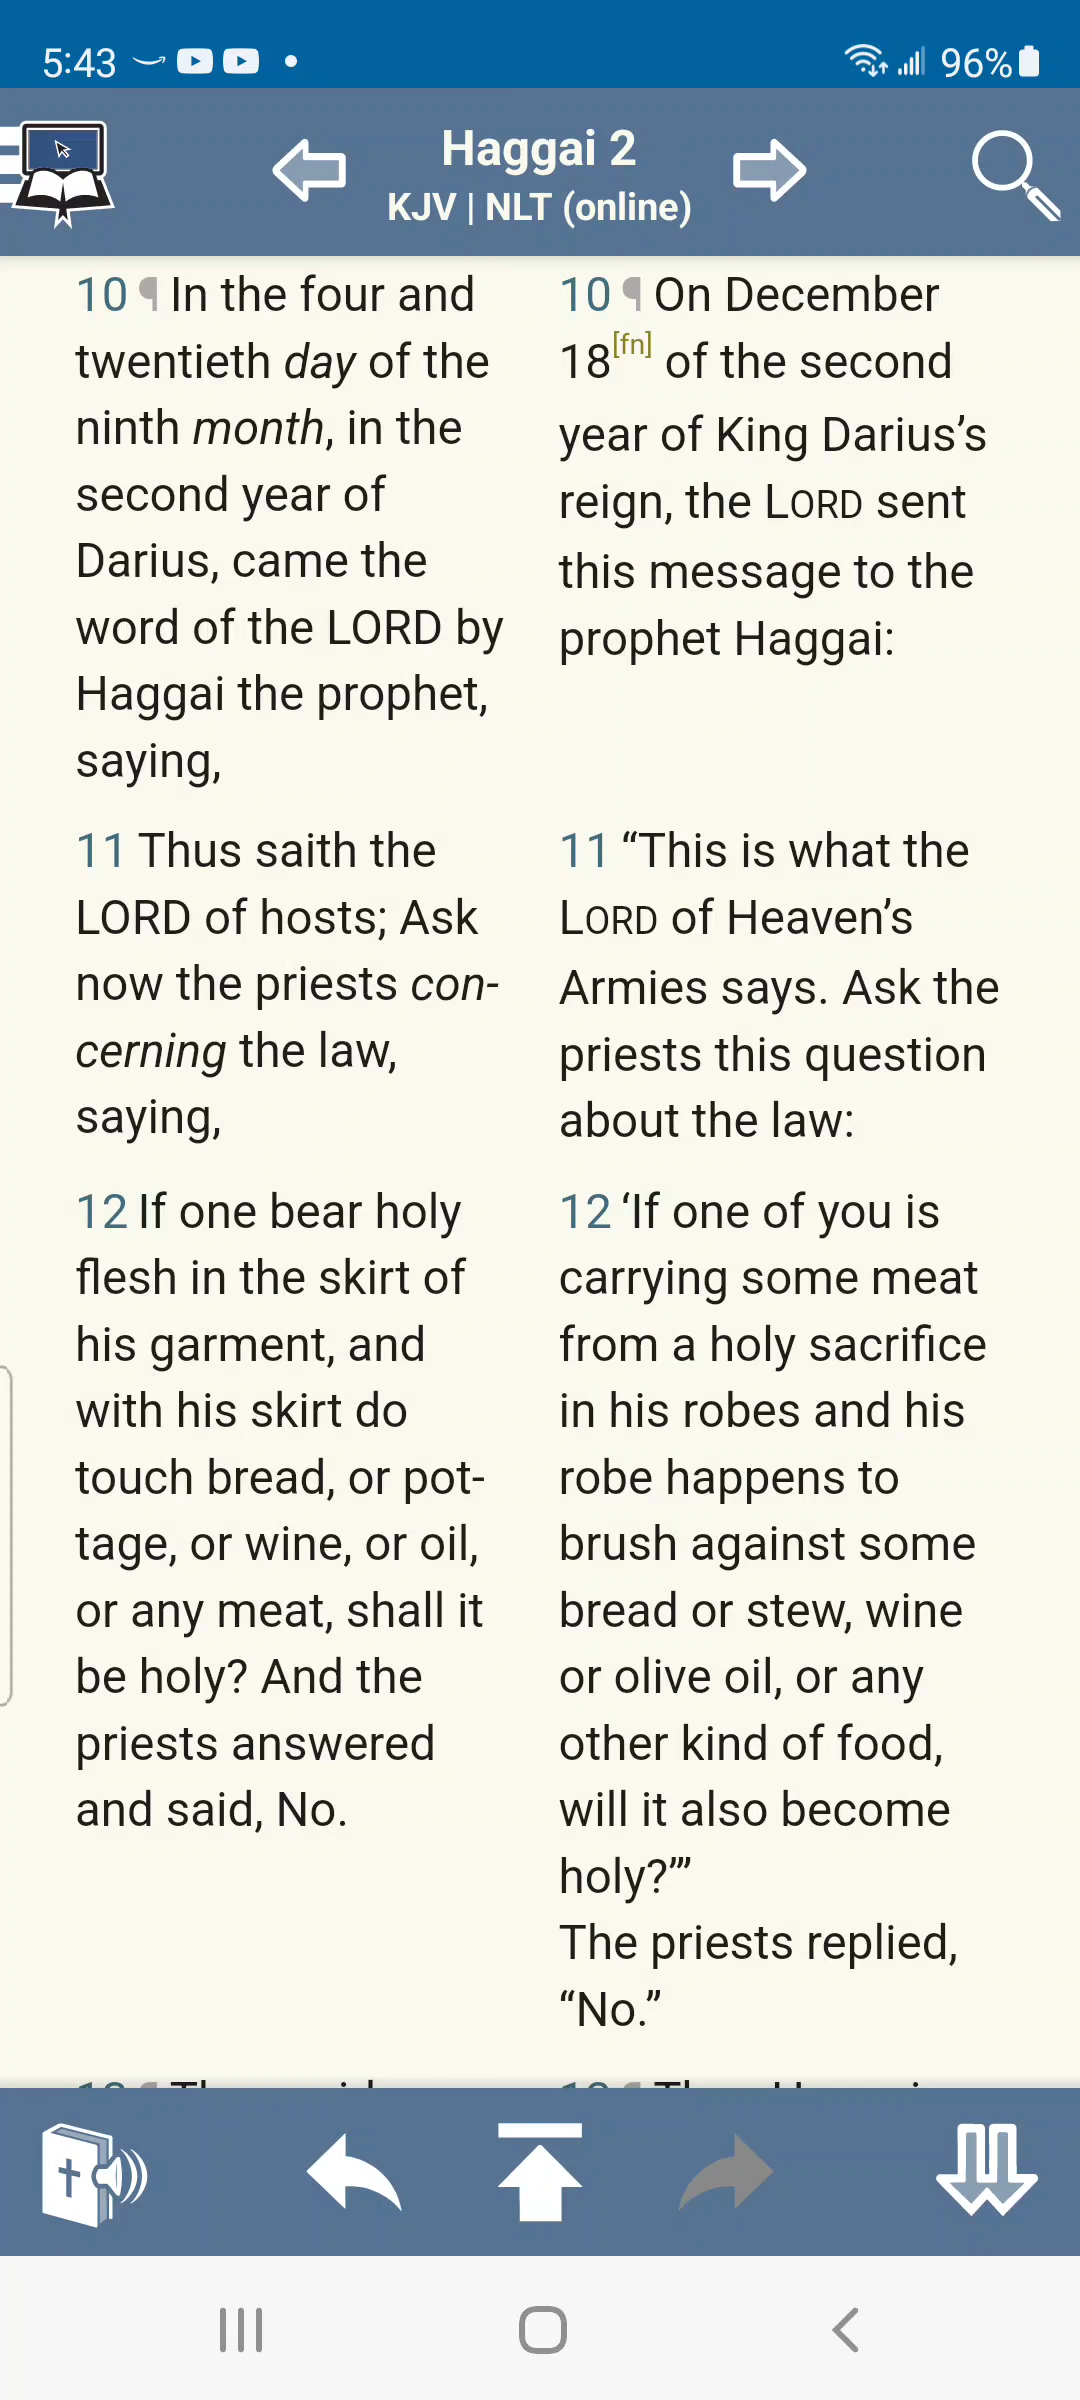 5:43
96%
Haggai 2
KJV | NLT (online)
10 ¶ In the four and
twentieth day of the
ninth month, in the
second year of
Darius, came the
word of the LORD by
Haggai the prophet,
saying,
10 ¶ On December
18[fn] of the second
year of King Darius’s
reign, the LORD sent
this message to the
prophet Haggai:
11 Thus saith the
LORD of hosts; Ask
now the priests con-
cerning the law,
saying,
11 “This is what the
LORD of Heaven’s
Armies says. Ask the
priests this question
about the law:
12 If one bear holy
flesh in the skirt of
his garment, and
with his skirt do
touch bread, or pot-
tage, or wine, or oil,
or any meat, shall it
be holy? And the
priests answered
and said, No.
12 ‘If one of you is
carrying some meat
from a holy sacrifice
in his robes and his
robe happens to
brush against some
bread or stew, wine
or olive oil, or any
other kind of food,
will it also become
holy?’”
The priests replied,
“No.”